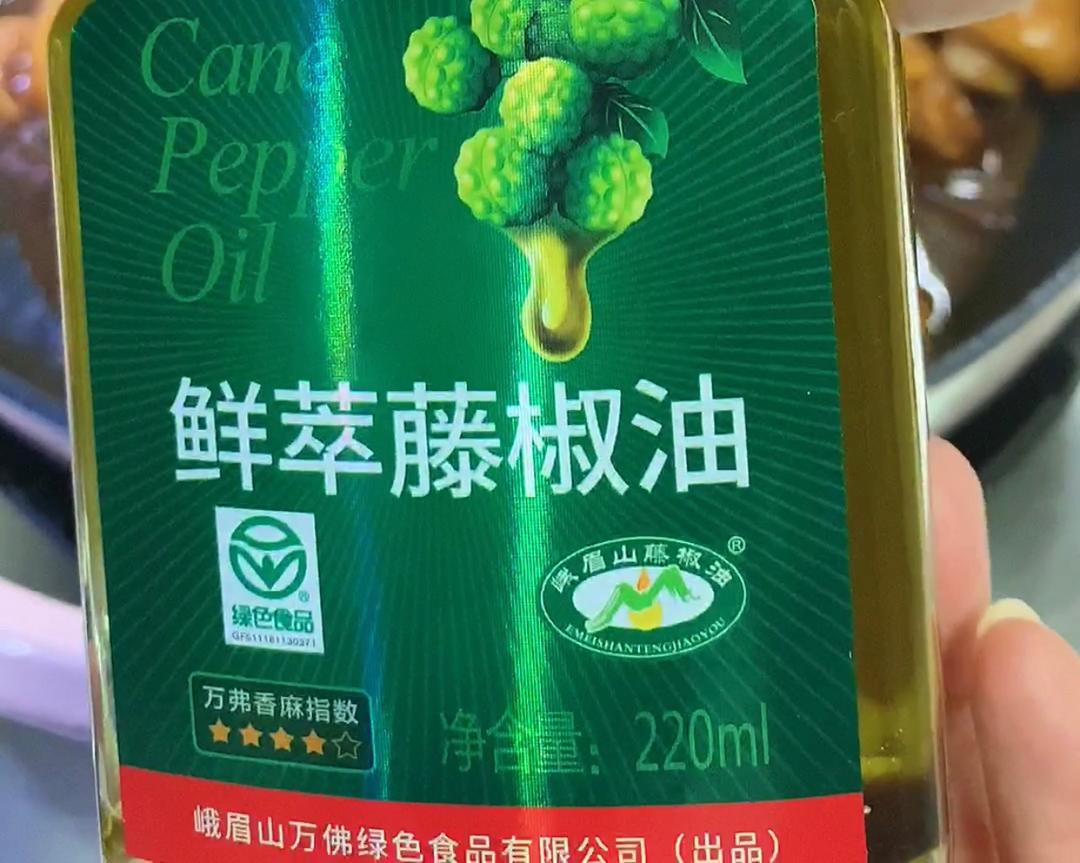 Cane
Pepper
Oil
鲜萃藤椒油
峨眉山藤椒油
®
EMEISHANTENGJIAOYOU
®
绿色食品
GF511181130371
万弗香麻指数
净含量：220ml
峨眉山万佛绿色食品有限公司（出品）